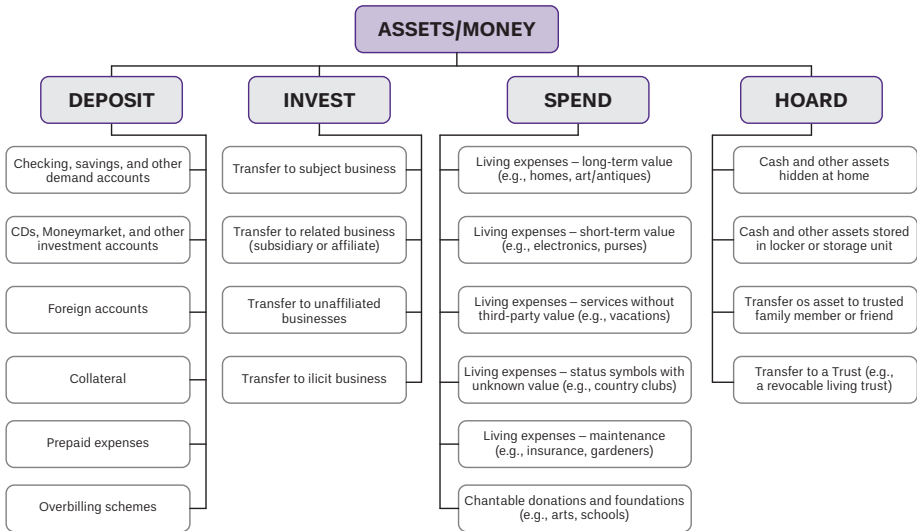 ASSETS/MONEY
DEPOSIT
Checking, savings, and other
demand accounts
CDs, Moneymarket, and other
investment accounts
Foreign accounts
Collateral
Prepaid expenses
Overbilling schemes
INVEST
Transfer to subject business
Transfer to related business
(subsidiary or affiliate)
Transfer to unaffiliated
businesses
Transfer to ilicit business
SPEND
Living expenses – long-term value
(e.g., homes, art/antiques)
Living expenses – short-term value
(e.g., electronics, purses)
Living expenses – services without
third-party value (e.g., vacations)
Living expenses – status symbols with
unknown value (e.g., country clubs)
Living expenses – maintenance
(e.g., insurance, gardeners)
Chantable donations and foundations
(e.g., arts, schools)
HOARD
Cash and other assets
hidden at home
Cash and other assets stored
in locker or storage unit
Transfer os asset to trusted
family member or friend
Transfer to a Trust (e.g.,
a revocable living trust)